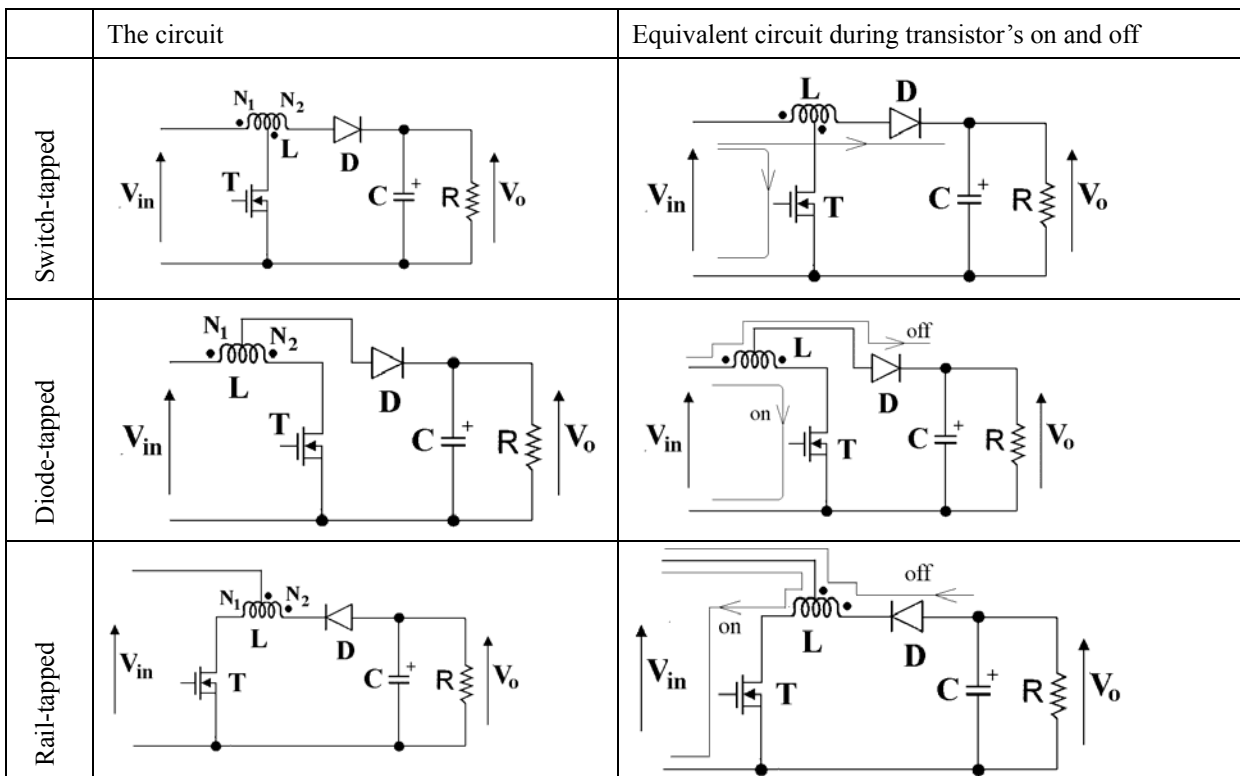 The circuit
Equivalent circuit during transistor's on and off
Switch-tapped
N1 N2
L
D
T
Vin
C
+
R
Vo
L
D
Vin
T
C
+
R
Vo
Diode-tapped
N1
N2
L
D
T
Vin
C
+
R
Vo
off
L
D
on
Vin
T
C
+
R
Vo
Rail-tapped
N1
N2
L
D
Vin
T
C
+
R
Vo
off
on
L
D
Vin
T
C
+
R
Vo